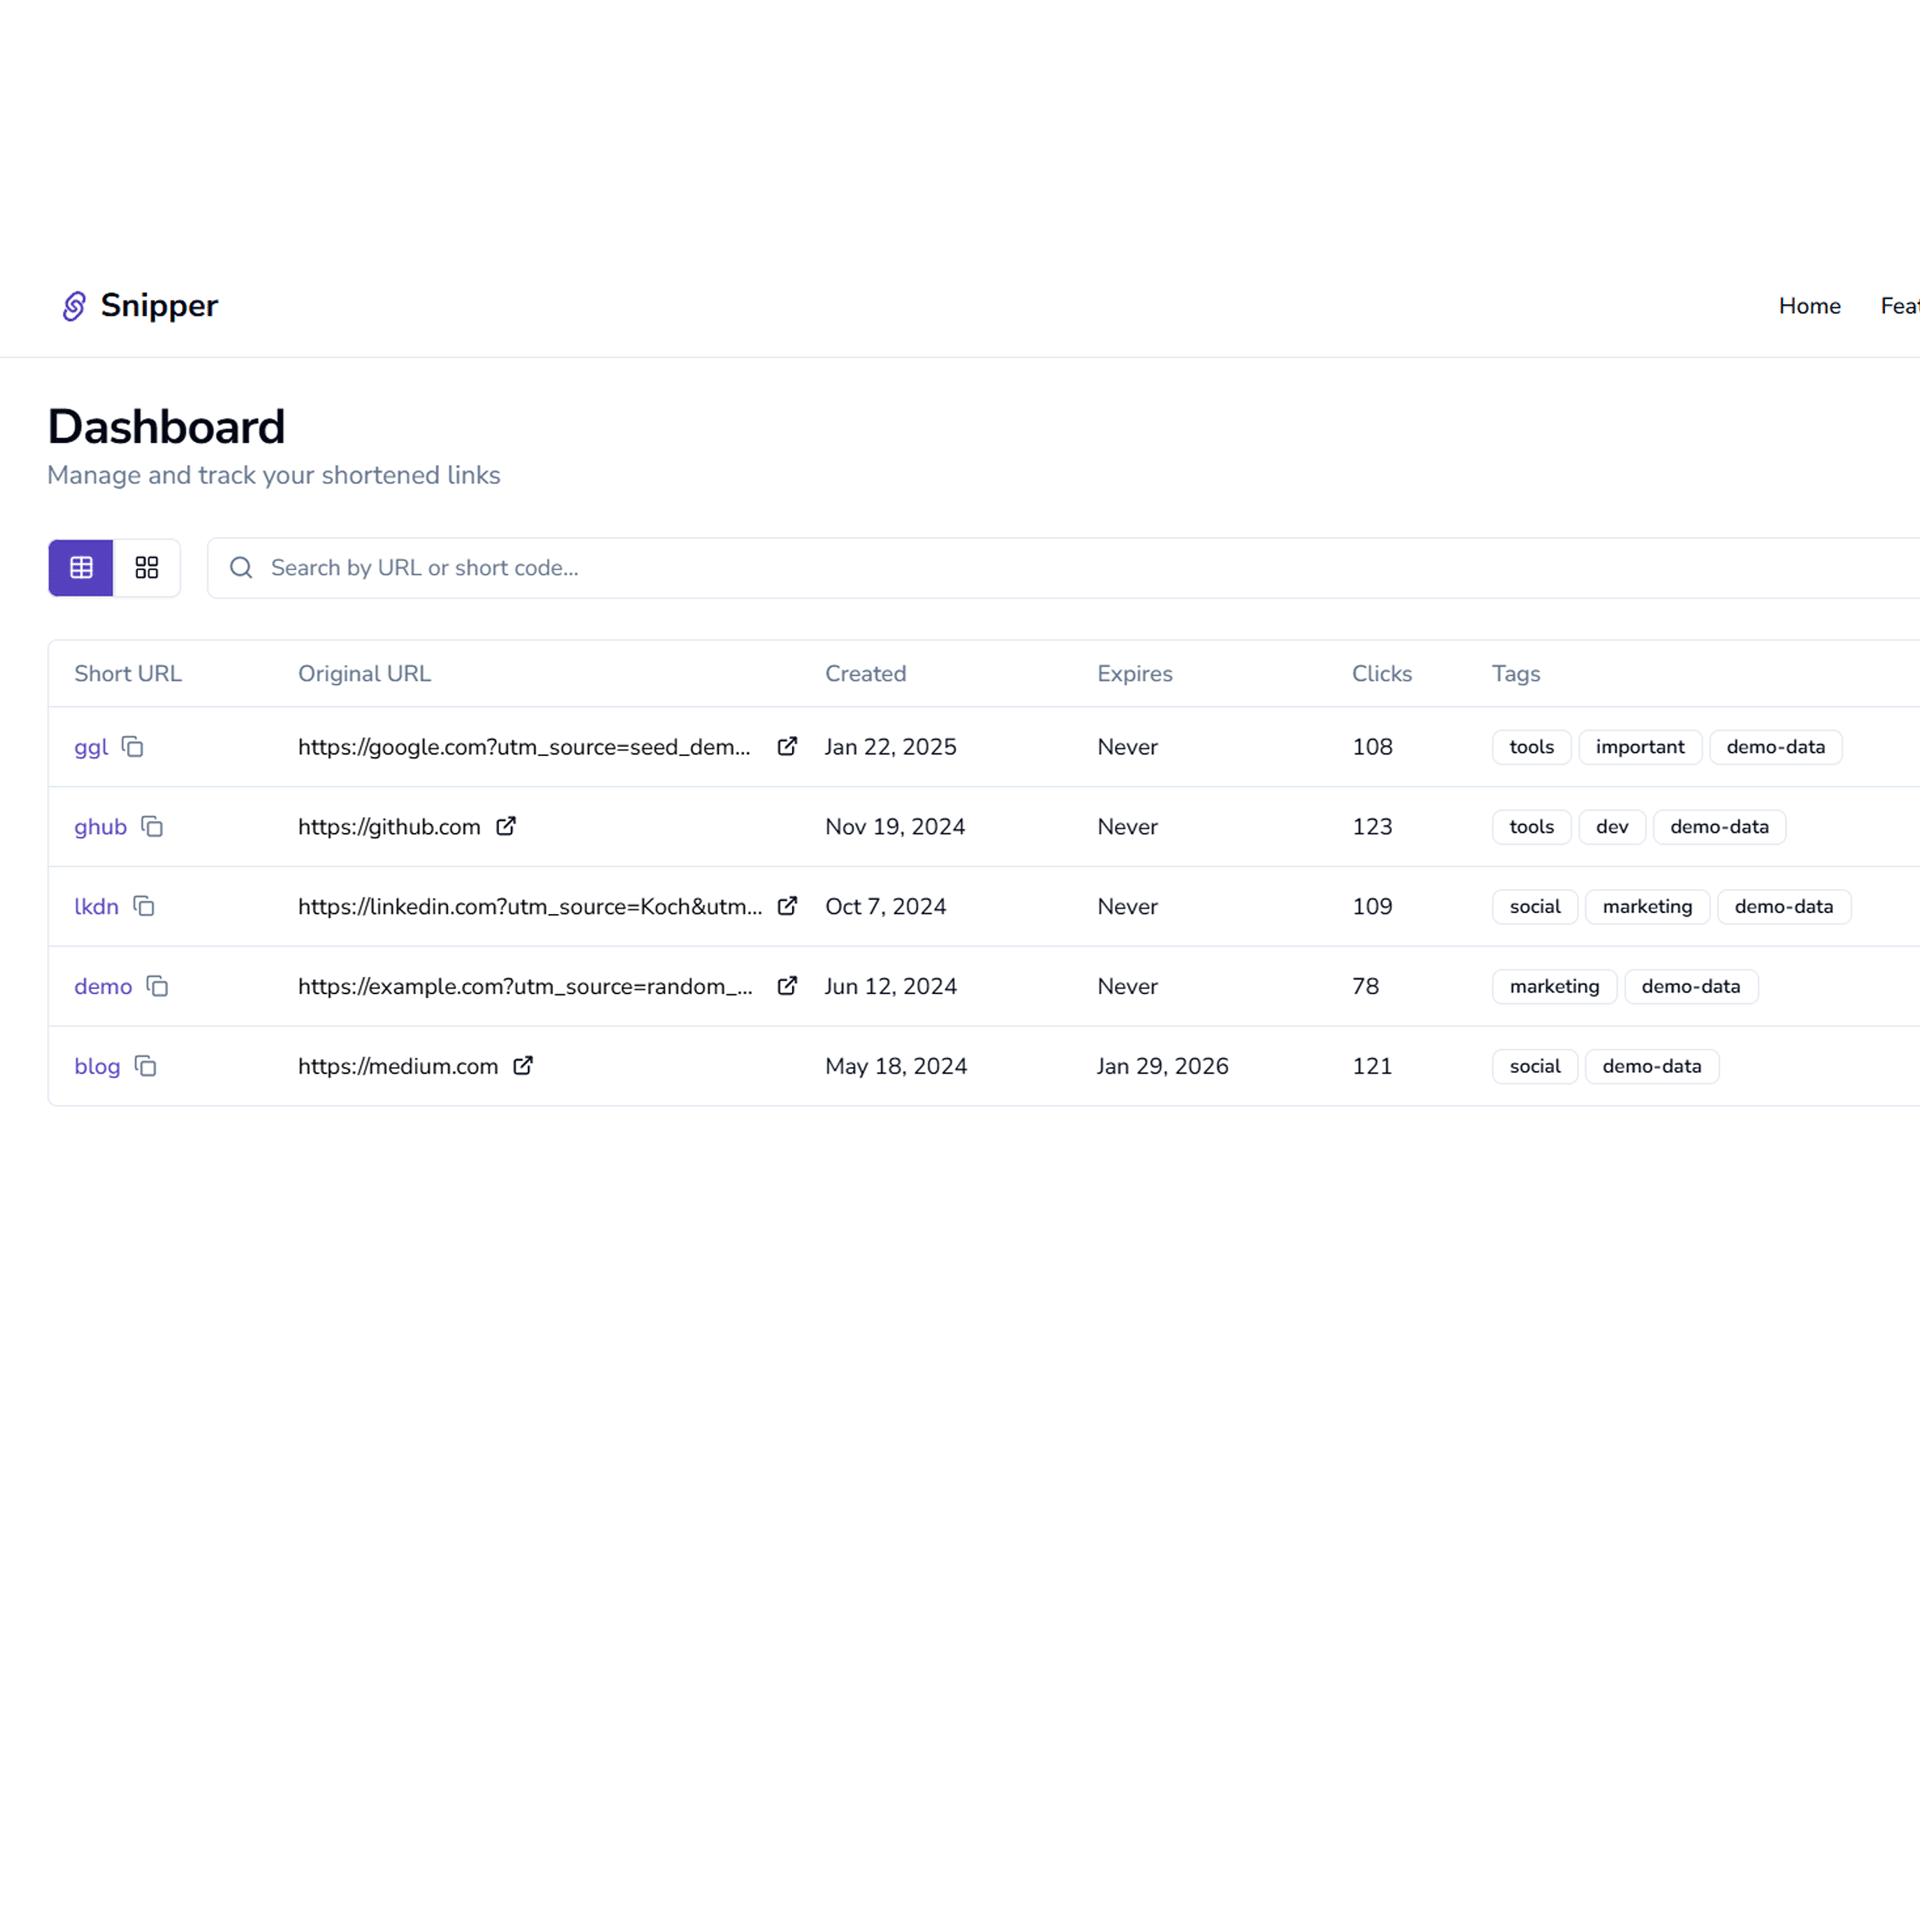 Snipper
Home Feat
Dashboard
Manage and track your shortened links
Search by URL or short code...
Short URL Original URL Created Expires Clicks Tags
ggl https://google.com?utm_source=seed_dem... Jan 22, 2025 Never 108 tools important demo-data
ghub https://github.com Nov 19, 2024 Never 123 tools dev demo-data
lkdn https://linkedin.com?utm_source=Koch&utm... Oct 7, 2024 Never 109 social marketing demo-data
demo https://example.com?utm_source=random_... Jun 12, 2024 Never 78 marketing demo-data
blog https://medium.com May 18, 2024 Jan 29, 2026 121 social demo-data